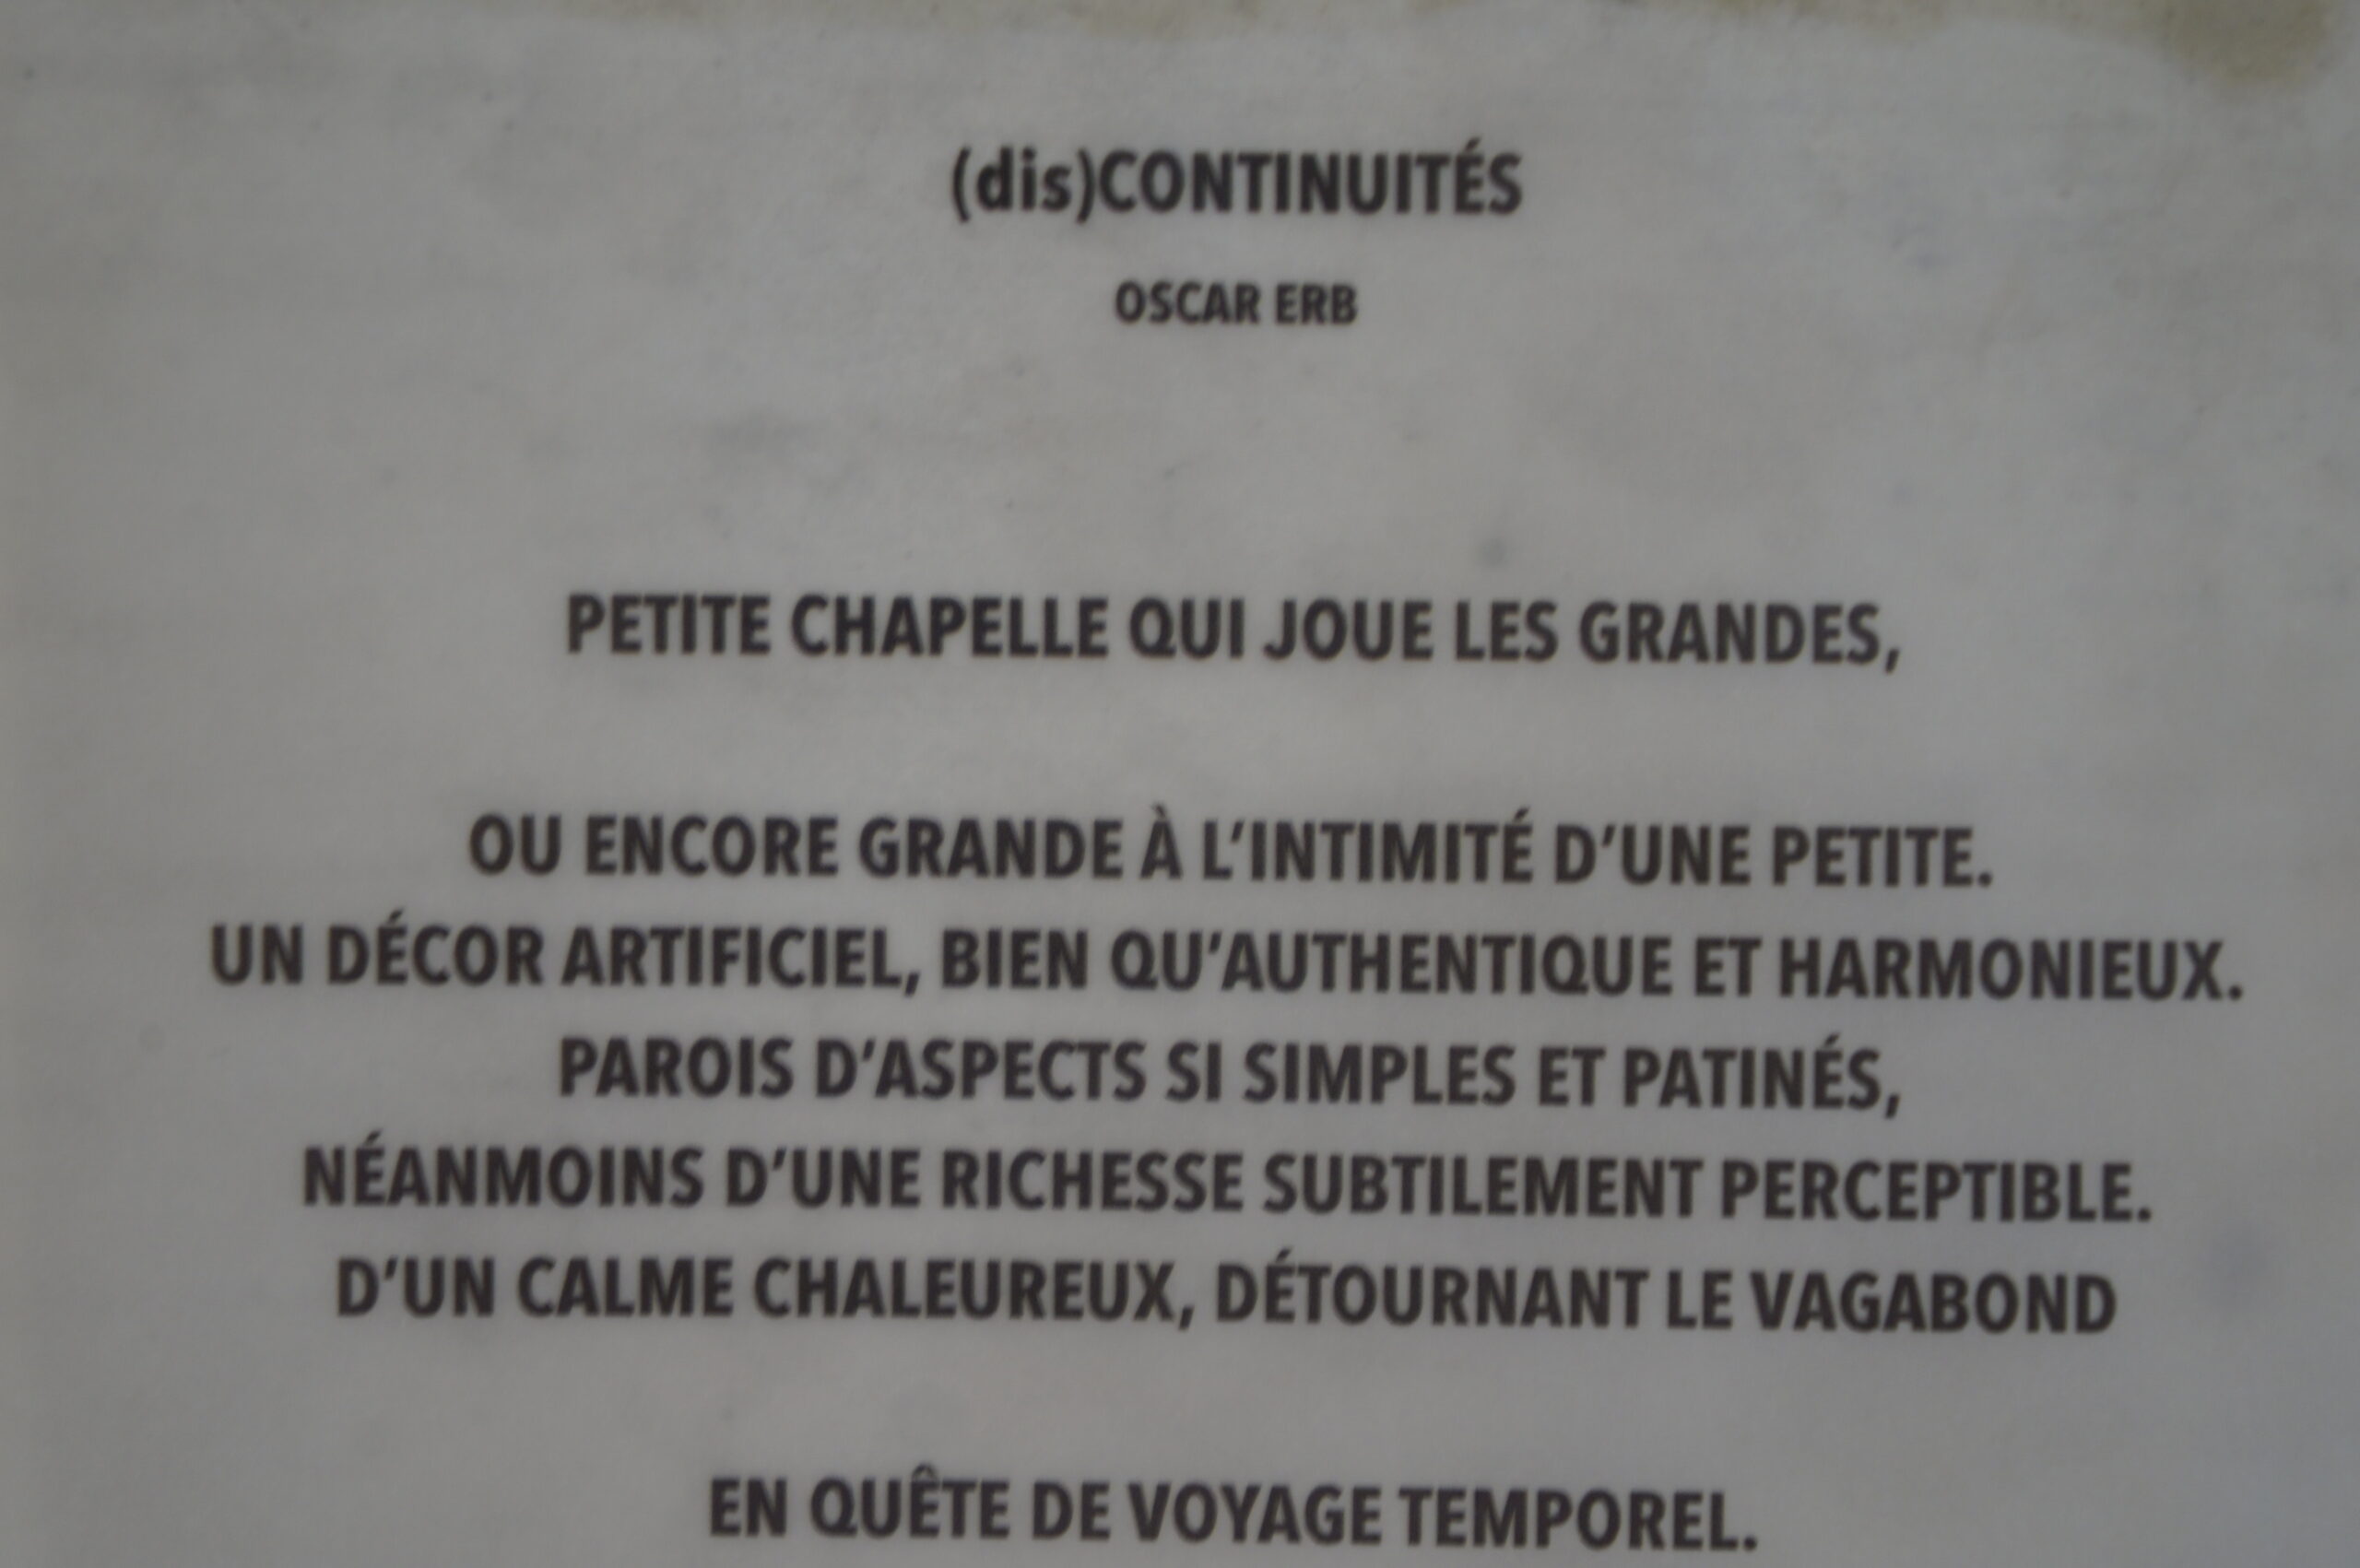 (dis)CONTINUITÉS
OSCAR ERB
PETITE CHAPELLE QUI JOUE LES GRANDES,
OU ENCORE GRANDE À L'INTIMITÉ D'UNE PETITE.
UN DÉCOR ARTIFICIEL, BIEN QU'AUTHENTIQUE ET HARMONIEUX.
PAROIS D'ASPECTS SI SIMPLES ET PATINÉS,
NÉANMOINS D'UNE RICHESSE SUBTILEMENT PERCEPTIBLE.
D'UN CALME CHALEUREUX, DÉTOURNANT LE VAGABOND
EN QUÊTE DE VOYAGE TEMPOREL.